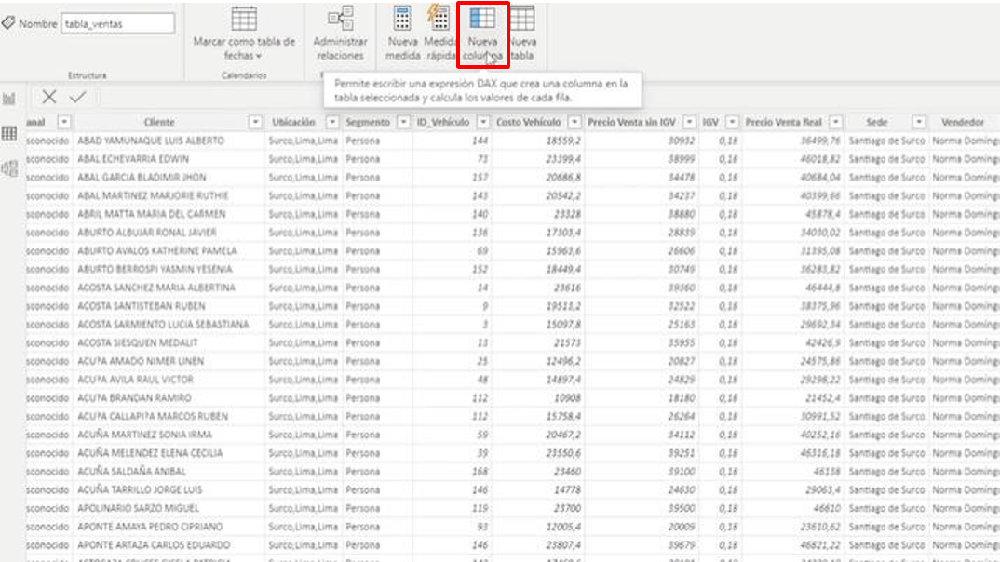 Nombre tabla_ventas
Marcar como tabla de fechas
Calendarios
Administrar relaciones
Nueva medida
Medida rápida
Nueva columna
Nueva tabla
Estructura
Permite escribir una expresión DAX que crea una columna en la
tabla seleccionada y calcula los valores de cada fila.
anal Cliente Ubicación Segmento ID_Vehículo Costo Vehículo Precio Venta sin IGV IGV Precio Venta Real Sede Vendedor
sconocido ABAD YAMUNAQUE LUIS ALBERTO Surco,Lima,Lima Persona 144 18559,2 30932 0,18 36499,76 Santiago de Surco Norma Doming
sconocido ABAL ECHEVARRIA EDWIN Surco,Lima,Lima Persona 73 23399,4 38999 0,18 46018,82 Santiago de Surco Norma Doming
sconocido ABAL GARCIA BLADIMIR JHON Surco,Lima,Lima Persona 157 20686,8 34478 0,18 40684,04 Santiago de Surco Norma Doming
sconocido ABAL MARTINEZ MARJORIE RUTHIE Surco,Lima,Lima Persona 143 20542,2 34237 0,18 40399,66 Santiago de Surco Norma Doming
sconocido ABRIL MATTA MARIA DEL CARMEN Surco,Lima,Lima Persona 140 23328 38880 0,18 45878,4 Santiago de Surco Norma Doming
sconocido ABURTO ALBUJAR RONAL JAVIER Surco,Lima,Lima Persona 136 17303,4 28839 0,18 34030,02 Santiago de Surco Norma Doming
sconocido ABURTO AVALOS KATHERINE PAMELA Surco,Lima,Lima Persona 69 15963,6 26606 0,18 31395,08 Santiago de Surco Norma Doming
sconocido ABURTO BERROSPI YASMIN YESENIA Surco,Lima,Lima Persona 152 18449,4 30749 0,18 36283,82 Santiago de Surco Norma Doming
sconocido ACOSTA SANCHEZ MARIA ALBERTINA Surco,Lima,Lima Persona 14 23616 39360 0,18 46444,8 Santiago de Surco Norma Doming
sconocido ACOSTA SANTISTEBAN RUBEN Surco,Lima,Lima Persona 9 19513,2 32522 0,18 38375,96 Santiago de Surco Norma Doming
sconocido ACOSTA SARMIENTO LUCIA SEBASTIANA Surco,Lima,Lima Persona 3 15097,8 25163 0,18 29692,34 Santiago de Surco Norma Doming
sconocido ACOSTA SIESQUEN MEDALIT Surco,Lima,Lima Persona 13 21573 35955 0,18 42426,9 Santiago de Surco Norma Doming
sconocido ACU?A AMADO NIMER LINEN Surco,Lima,Lima Persona 25 12496,2 20827 0,18 24575,86 Santiago de Surco Norma Doming
sconocido ACU?A AVILA RAUL VICTOR Surco,Lima,Lima Persona 48 14897,4 24829 0,18 29298,22 Santiago de Surco Norma Doming
sconocido ACU?A BRANDAN RAMIRO Surco,Lima,Lima Persona 112 10908 18180 0,18 21452,4 Santiago de Surco Norma Doming
sconocido ACU?A CALLAPI?A MARCOS RUBEN Surco,Lima,Lima Persona 112 15758,4 26264 0,18 30991,52 Santiago de Surco Norma Doming
sconocido ACUÑA MARTINEZ SONIA IRMA Surco,Lima,Lima Persona 59 20467,2 34112 0,18 40252,16 Santiago de Surco Norma Doming
sconocido ACUÑA MELENDEZ ELENA CECILIA Surco,Lima,Lima Persona 39 23550,6 39251 0,18 46316,18 Santiago de Surco Norma Doming
sconocido ACUÑA SALDAÑA ANIBAL Surco,Lima,Lima Persona 168 23460 39100 0,18 46138 Santiago de Surco Norma Doming
sconocido ACUÑA TARRILLO JORGE LUIS Surco,Lima,Lima Persona 146 14778 24630 0,18 29063,4 Santiago de Surco Norma Doming
sconocido APOLINARIO SARZO MIGUEL Surco,Lima,Lima Persona 119 23700 39500 0,18 46610 Santiago de Surco Norma Doming
sconocido APONTE AMAYA PEDRO CIPRIANO Surco,Lima,Lima Persona 93 12005,4 20009 0,18 23610,62 Santiago de Surco Norma Doming
sconocido APONTE ARTAZA CARLOS EDUARDO Surco,Lima,Lima Persona 146 23807,4 39679 0,18 46821,22 Santiago de Surco Norma Doming